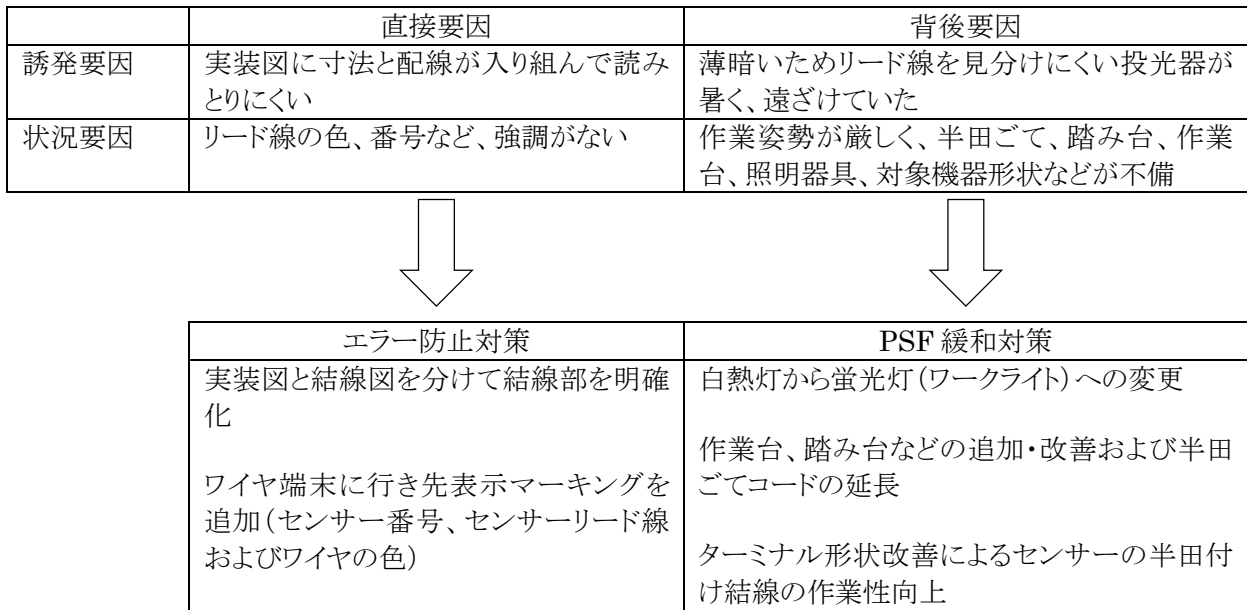 直接要因
背後要因
誘発要因
実装図に寸法と配線が入り組んで読み
とりにくい
薄暗いためリード線を見分けにくい投光器が
暑く、遠ざけていた
状況要因
リード線の色、番号など、強調がない
作業姿勢が厳しく、半田ごて、踏み台、作業
台、照明器具、対象機器形状などが不備
エラー防止対策
PSF 緩和対策
実装図と結線図を分けて結線部を明確
化
ワイヤ端末に行き先表示マーキングを
追加(センサー番号、センサーリード線
およびワイヤの色)
白熱灯から蛍光灯(ワークライト)への変更
作業台、踏み台などの追加・改善および半田
ごてコードの延長
ターミナル形状改善によるセンサーの半田付
け結線の作業性向上